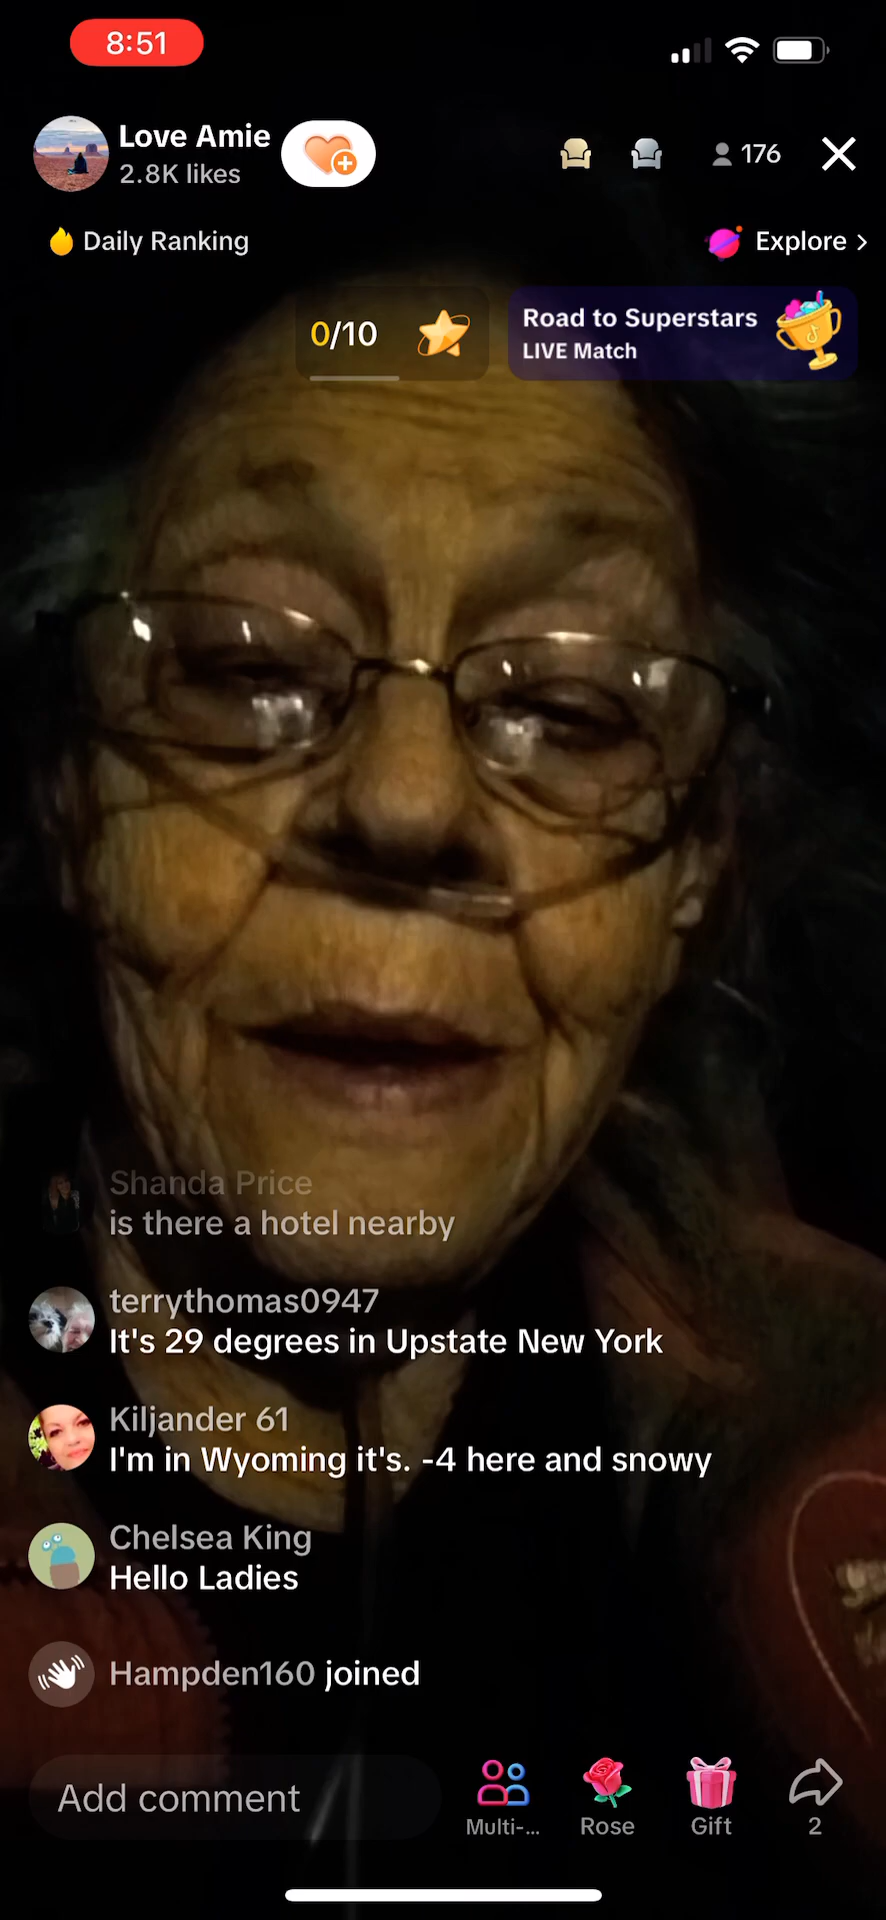 8:51
Love Amie
2.8K likes
176
Daily Ranking
Explore >
0/10
Road to Superstars
LIVE Match
Shanda Price
is there a hotel nearby
terrythomas0947
It's 29 degrees in Upstate New York
Kiljander 61
I'm in Wyoming it's. -4 here and snowy
Chelsea King
Hello Ladies
Hampden160 joined
Add comment
Multi-...
Rose
Gift
2